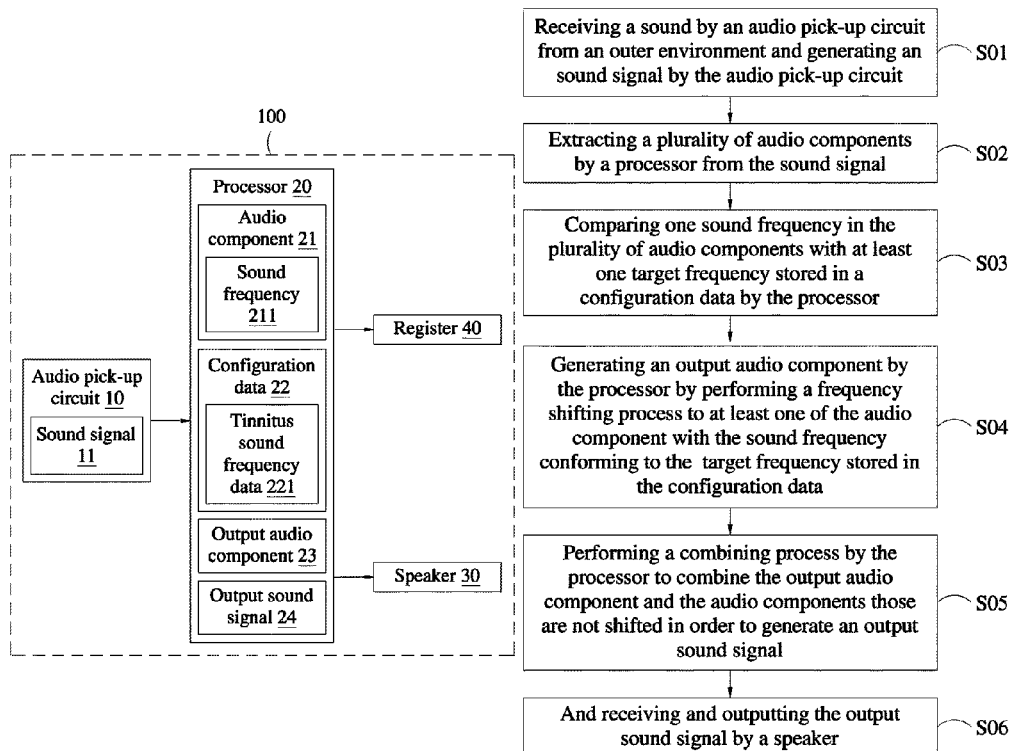 100
Processor 20
Audio
component 21
Sound
frequency
211
Configuration
data 22
Tinnitus
sound
frequency
data 221
Output audio
component 23
Output sound
signal 24
Audio pick-up
circuit 10
Sound signal
11
Register 40
Speaker 30
Receiving a sound by an audio pick-up circuit
from an outer environment and generating an
sound signal by the audio pick-up circuit
S01
Extracting a plurality of audio components
by a processor from the sound signal
S02
Comparing one sound frequency in the
plurality of audio components with at least
one target frequency stored in a
configuration data by the processor
S03
Generating an output audio component by
the processor by performing a frequency
shifting process to at least one of the audio
component with the sound frequency
conforming to the target frequency stored in
the configuration data
S04
Performing a combining process by the
processor to combine the output audio
component and the audio components those
are not shifted in order to generate an output
sound signal
S05
And receiving and outputting the output
sound signal by a speaker
S06